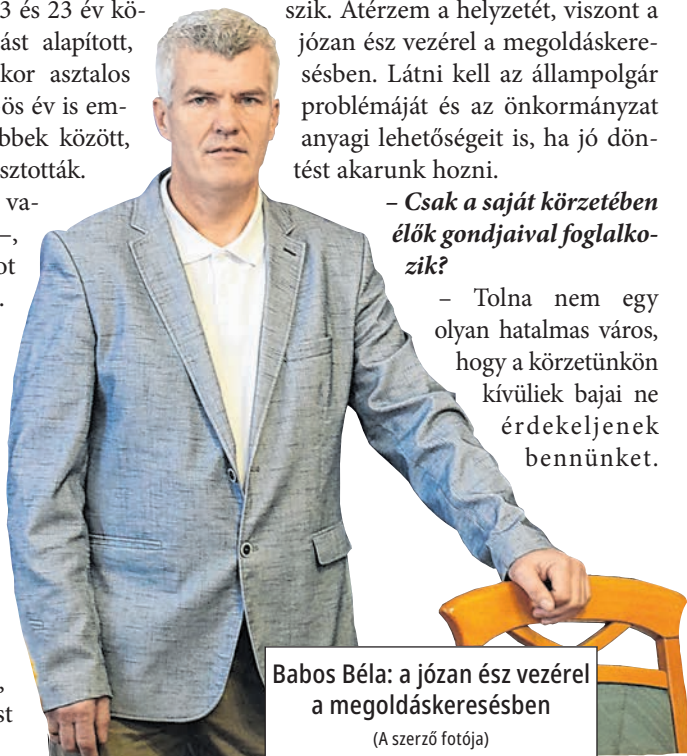 3 és 23 év kö-
ást alapított,
kor asztalos
ös év is em-
bbek között,
sztották.
va-
–,
ot
.
,
st
szik. Átérzem a helyzetét, viszont a
józan ész vezérel a megoldáskere-
sésben. Látni kell az állampolgár
problémáját és az önkormányzat
anyagi lehetőségeit is, ha jó dön-
tést akarunk hozni.
– Csak a saját körzetében
élők gondjaival foglalko-
zik?
– Tolna nem egy
olyan hatalmas város,
hogy a körzetünkön
kívüliek bajai ne
érdekeljenek
bennünket.
Babos Béla: a józan ész vezérel
a megoldáskeresésben
(A szerző fotója)